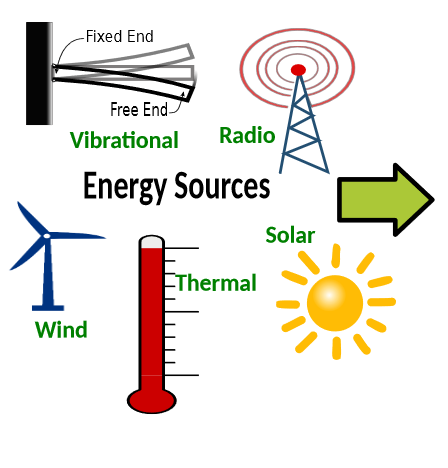 Fixed End
Free End
Vibrational
Radio
Energy Sources
Solar
Thermal
Wind